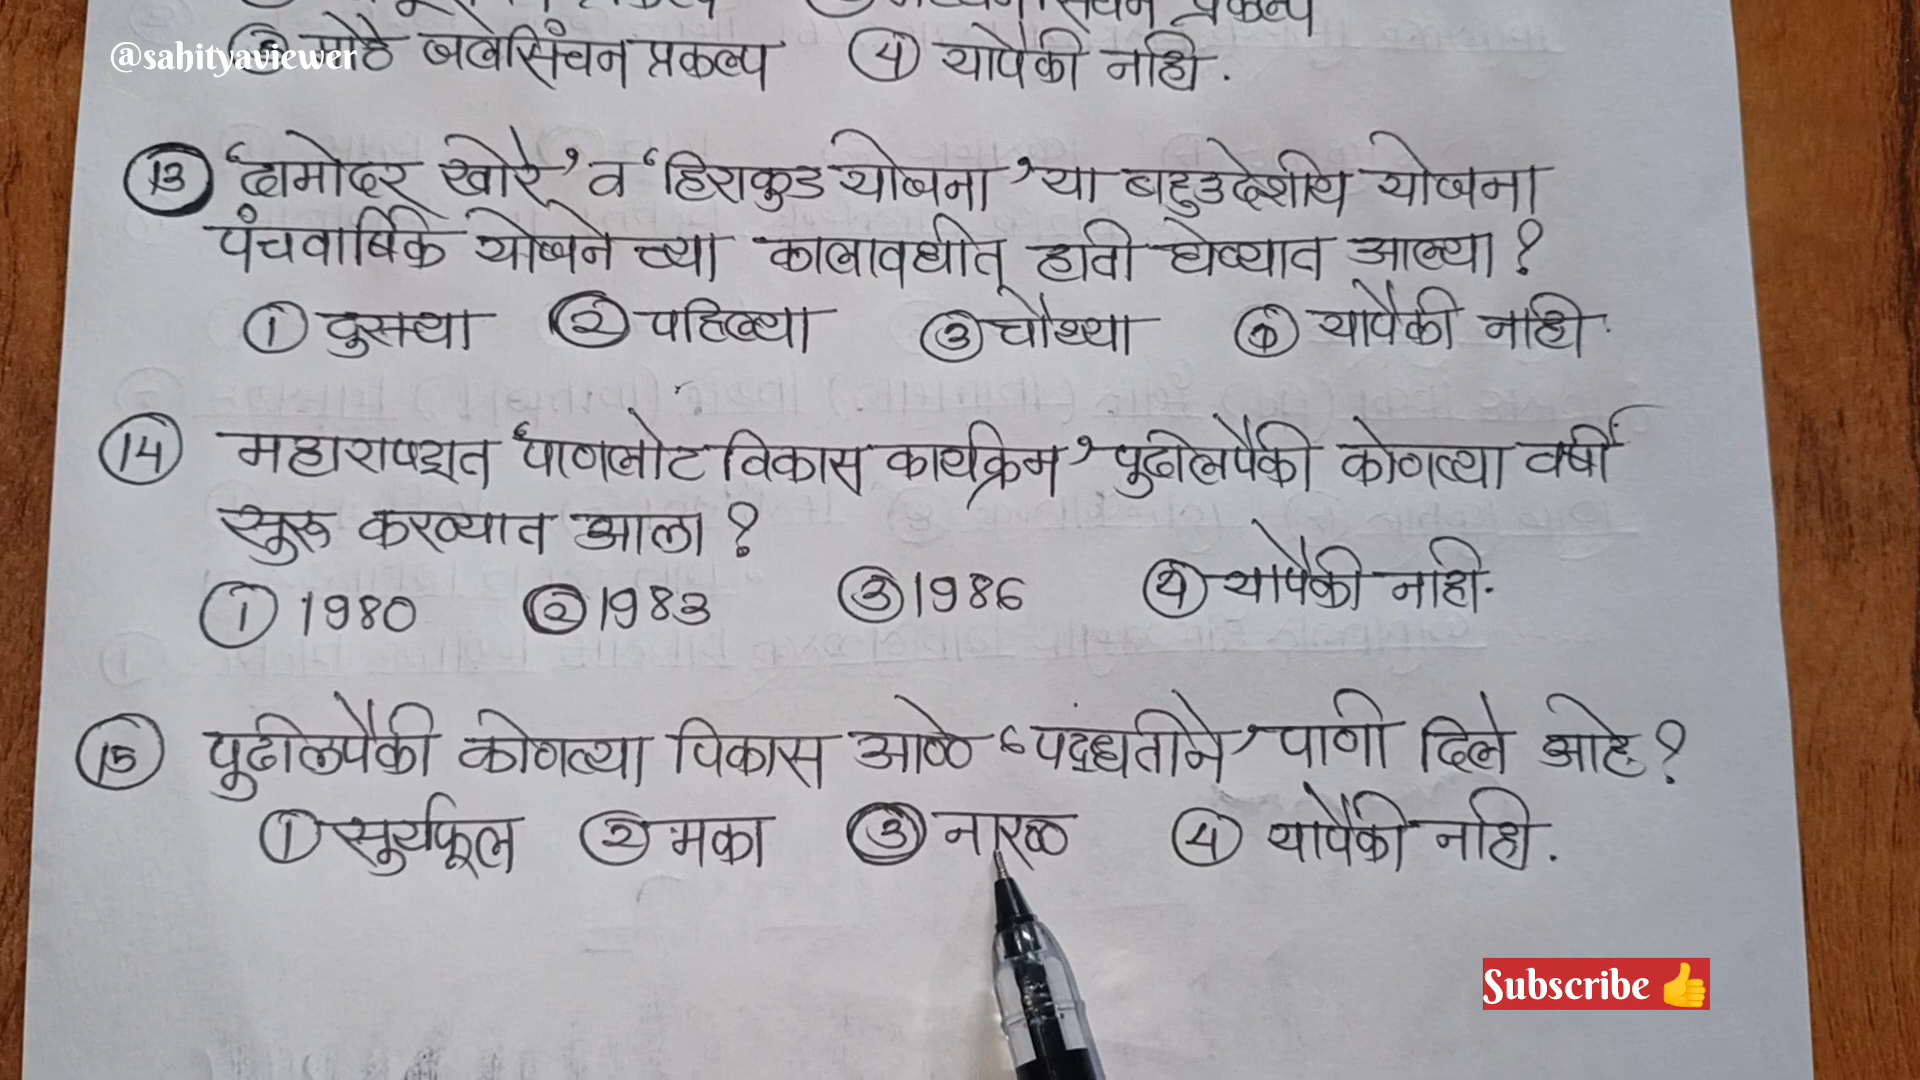 @sahityaviewer
③ मोठे जलसिंचन प्रकल्प ④ यापैकी नाही.
⑬ 'दामोदर खोरे' व 'हिराकुड योजना' या बहुउदेशीय योजना
पंचवार्षिक योजनेच्या कालावधीत हाती घेण्यात आल्या?
① दुसऱ्या ② पहिल्या ③ चौथ्या ④ यापैकी नाही.
⑭ महाराष्ट्रात 'पाणलोट विकास कार्यक्रम' पुढीलपैकी कोणत्या वर्षी
सुरु करण्यात आला?
① 1980 ② 1983 ③ 1986 ④ यापैकी नाही.
⑮ पुढीलपैकी कोणत्या पिकास आळे 'पद्धतीने' पाणी दिले आहे?
① सुर्यफूल ② मका ③ नारळ ④ यापैकी नाही.
Subscribe